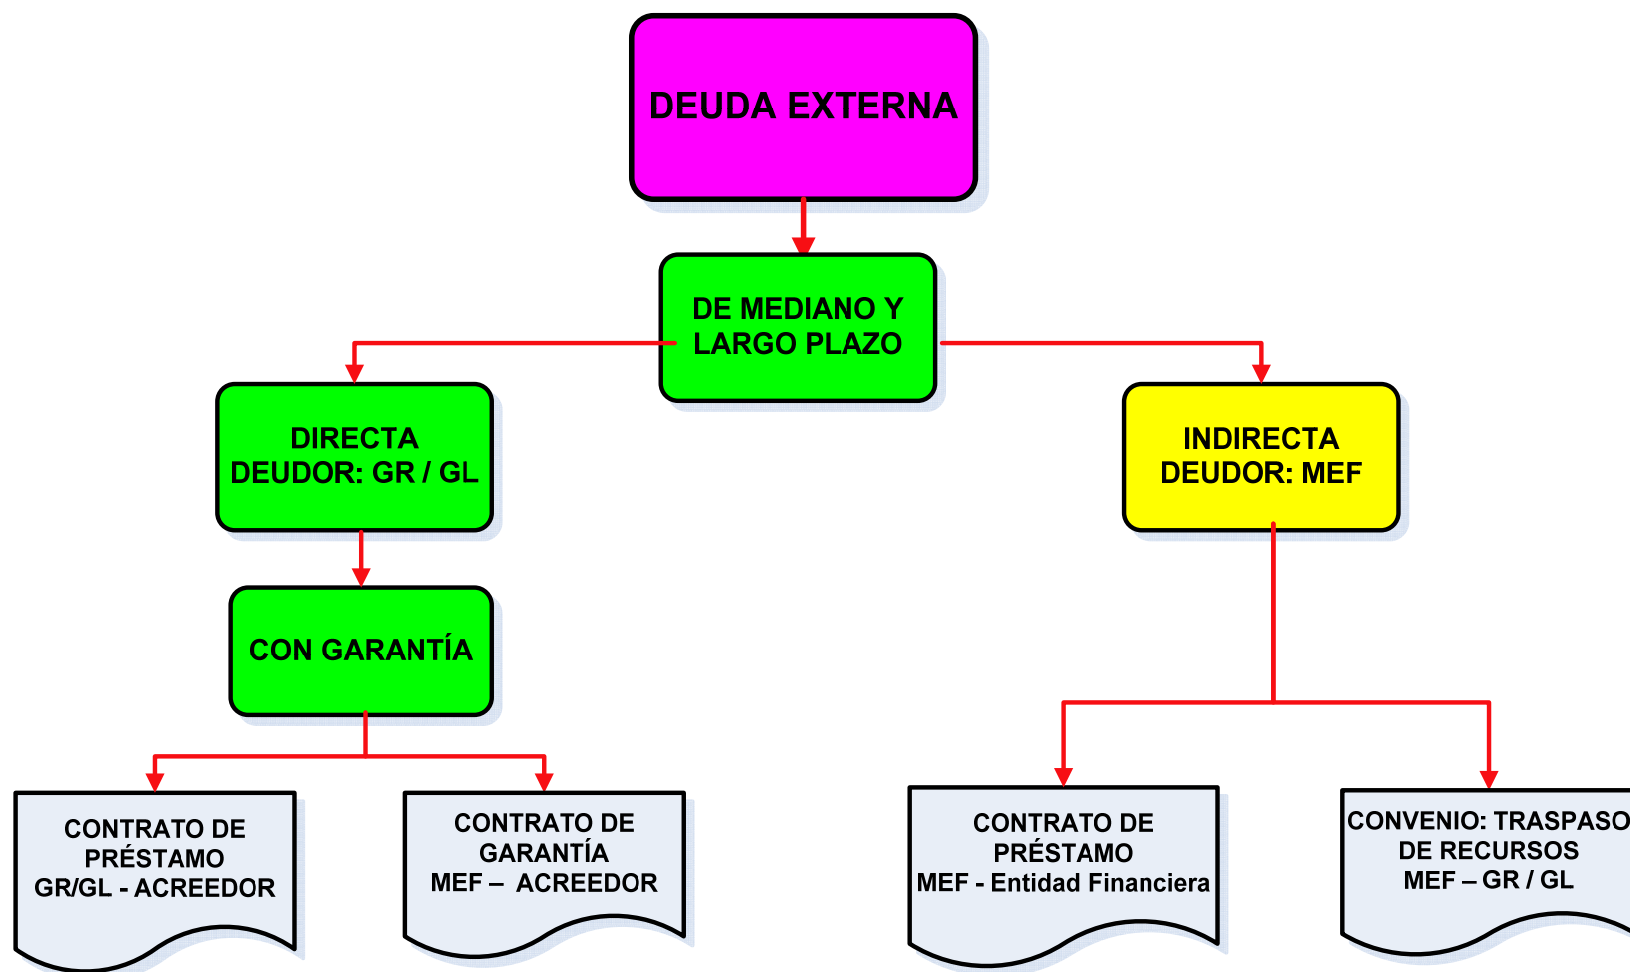 DEUDA EXTERNA
DE MEDIANO Y
LARGO PLAZO
DIRECTA
DEUDOR: GR / GL
INDIRECTA
DEUDOR: MEF
CON GARANTÍA
CONTRATO DE
PRÉSTAMO
GR/GL - ACREEDOR
CONTRATO DE
GARANTÍA
MEF – ACREEDOR
CONTRATO DE
PRÉSTAMO
MEF - Entidad Financiera
CONVENIO: TRASPASO
DE RECURSOS
MEF – GR / GL